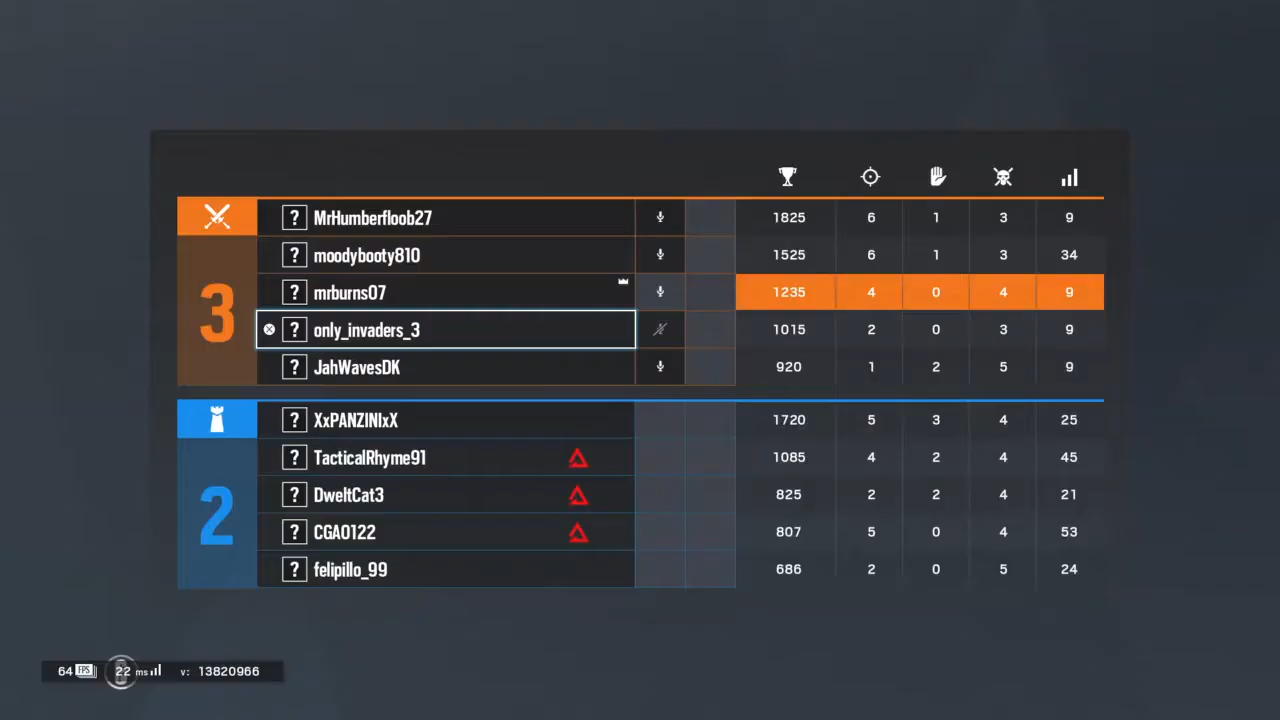 ? MrHumberfloob27 1825 6 1 3 9
? moodybooty810 1525 6 1 3 34
3
? mrburns07 1235 4 0 4 9
? only_invaders_3 1015 2 0 3 9
? JahWavesDK 920 1 2 5 9
? XxPANZINIxX 1720 5 3 4 25
? TacticalRhyme91 1085 4 2 4 45
2
? DweltCat3 825 2 2 4 21
? CGAO122 807 5 0 4 53
? felipillo_99 686 2 0 5 24
64 FPS 22 ms v: 13820966